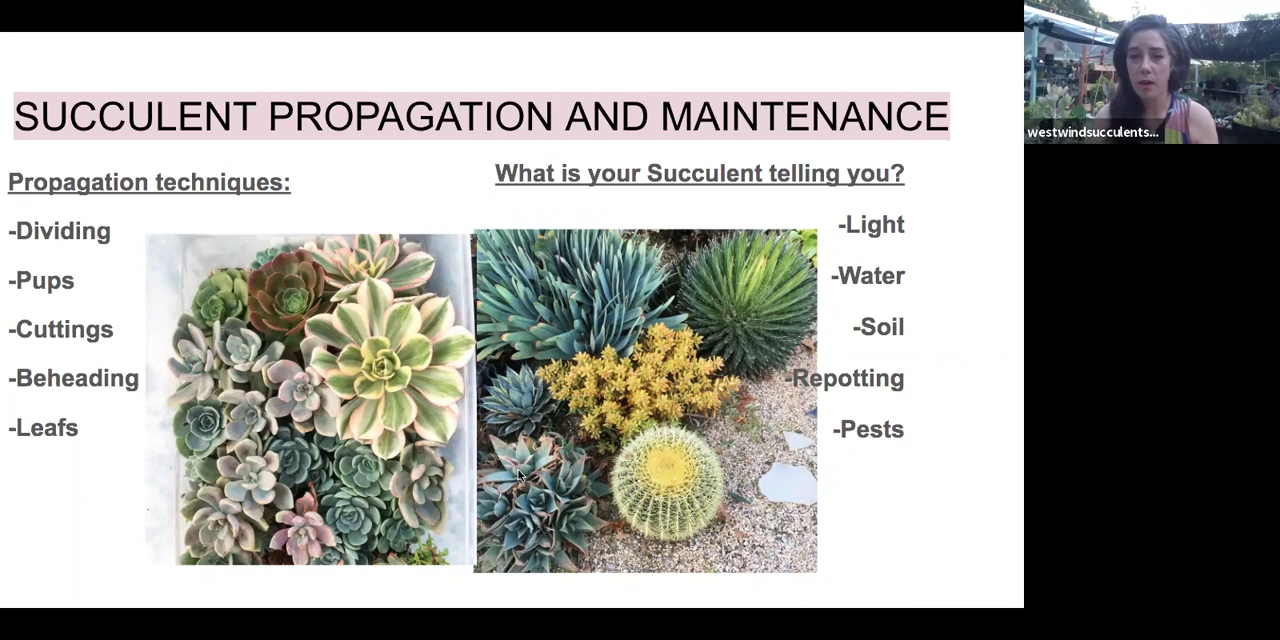 SUCCULENT PROPAGATION AND MAINTENANCE
Propagation techniques:
-Dividing
-Pups
-Cuttings
-Beheading
-Leafs
What is your Succulent telling you?
-Light
-Water
-Soil
-Repotting
-Pests
westwindsucculents...